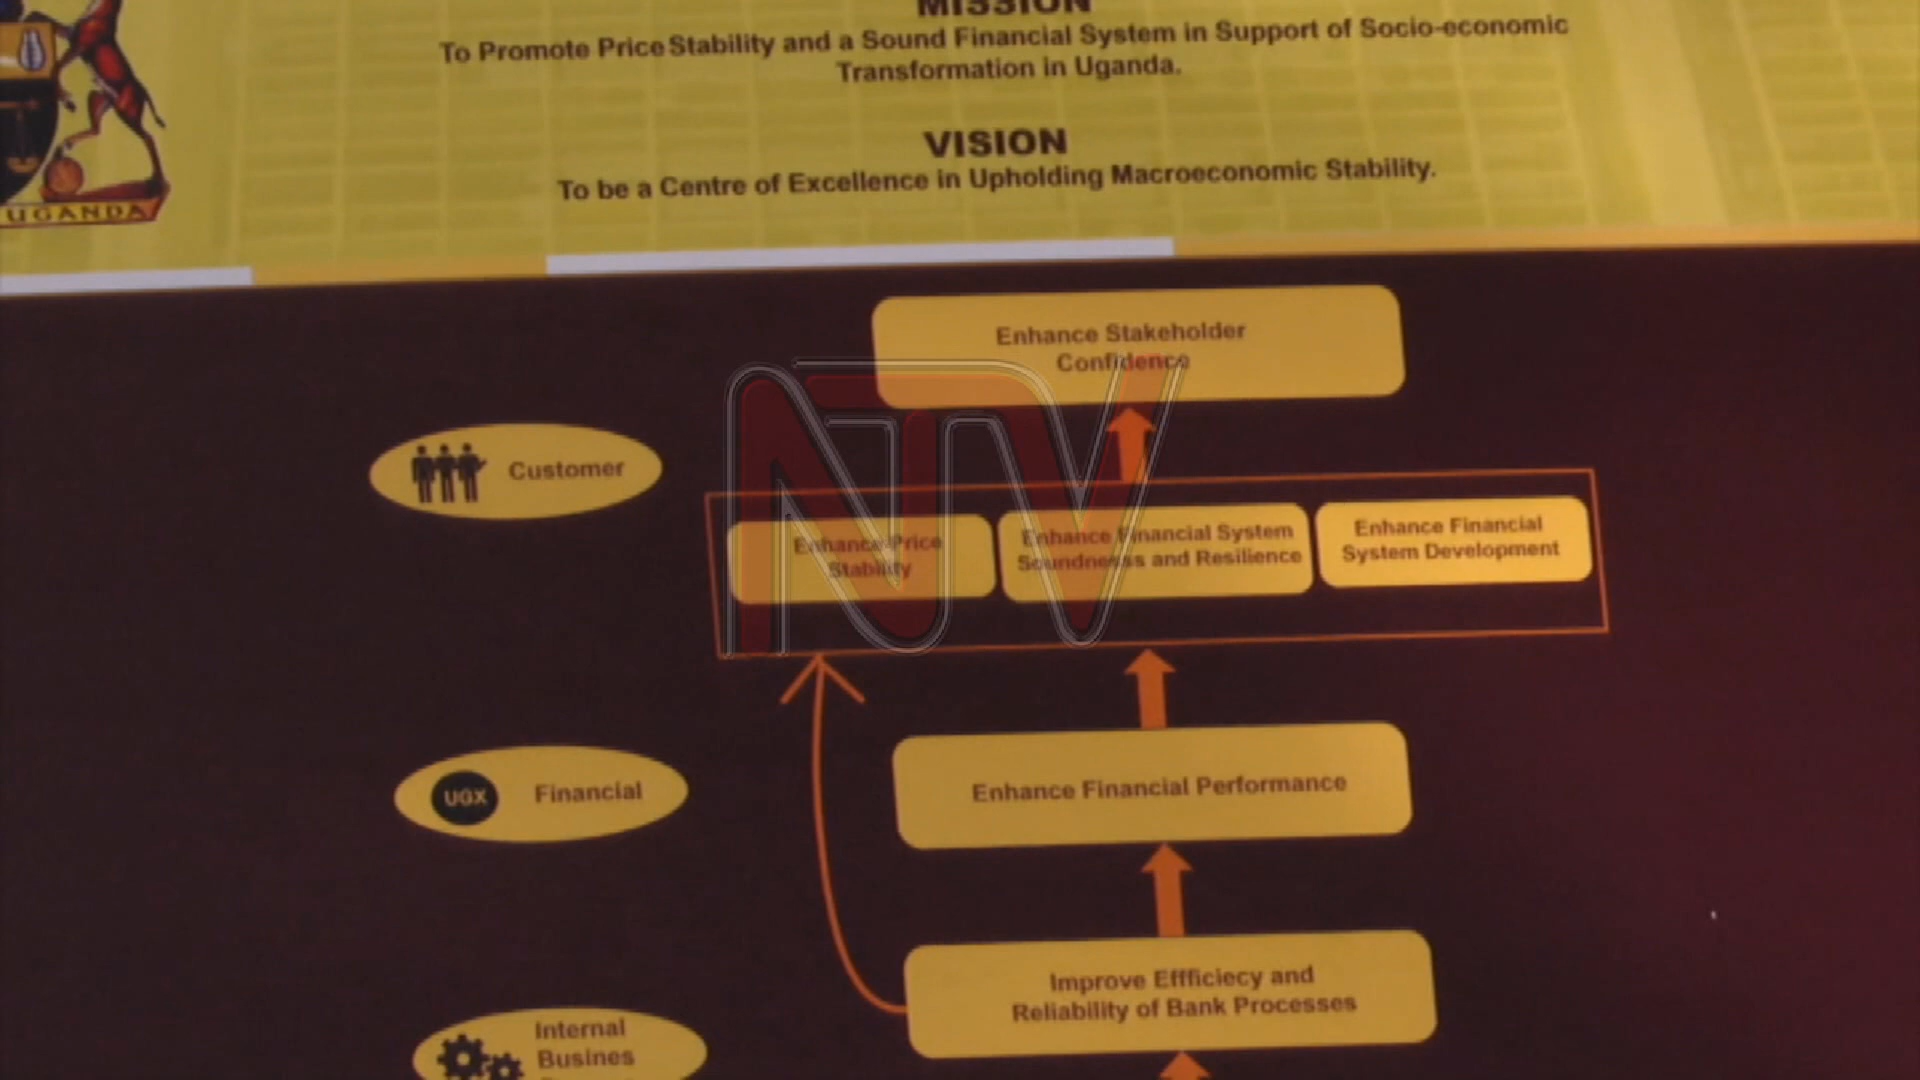 MISSION
To Promote Price Stability and a Sound Financial System in Support of Socio-economic
Transformation in Uganda.
VISION
To be a Centre of Excellence in Upholding Macroeconomic Stability.
UGANDA
Enhance Stakeholder
Confidence
NTV
Customer
Enhance Price
Stability
Enhance Financial System
Soundness and Resilience
Enhance Financial
System Development
UGX
Financial
Enhance Financial Performance
Improve Effficiecy and
Reliability of Bank Processes
Internal
Busines